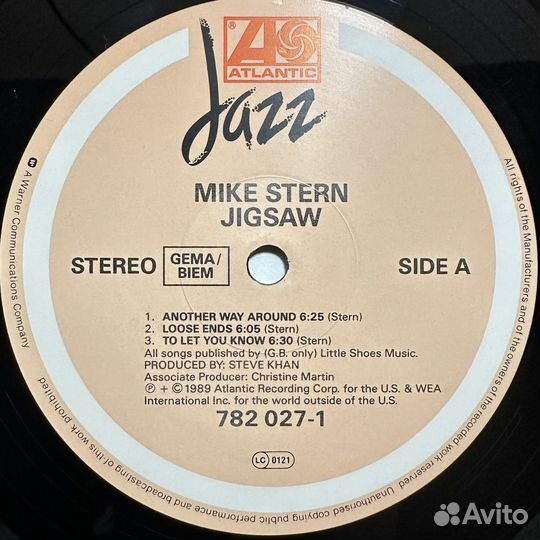 ATLANTIC
Jazz
MIKE STERN
JIGSAW
STEREO
GEMA/
BIEM
SIDE A
1. ANOTHER WAY AROUND 6:25 (Stern)
2. LOOSE ENDS 6:05 (Stern)
3. TO LET YOU KNOW 6:30 (Stern)
All songs published by (G.B. only) Little Shoes Music.
PRODUCED BY: STEVE KHAN
Associate Producer: Christine Martin
℗ + © 1989 Atlantic Recording Corp. for the U.S. & WEA
International Inc. for the world outside of the U.S.
782 027-1
LC 0121
A Warner Communications Company
All rights of the Manufacturers and of the owners of the recorded work reserved. Unauthorised copying public performance and broadcasting of this work prohibited
Avito